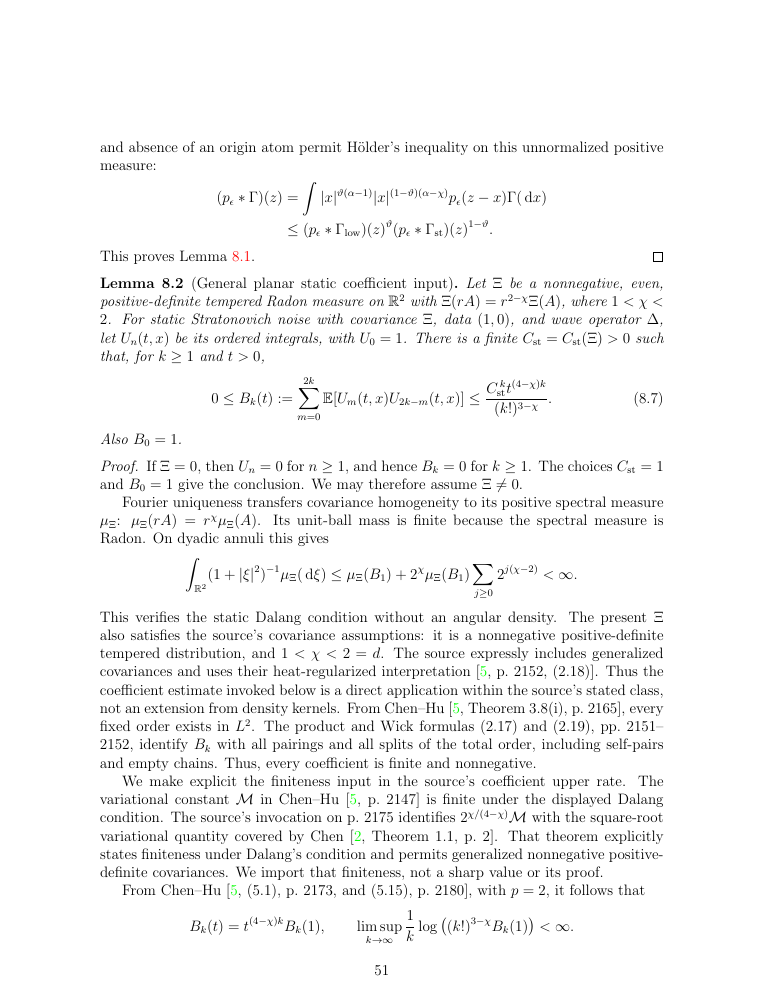 and absence of an origin atom permit Hölder's inequality on this unnormalized positive
measure:
(p_ϵ ∗ Γ)(z) = ∫ |x|^{ϑ(α−1)}|x|^{(1−ϑ)(α−χ)}p_ϵ(z − x)Γ( dx)
≤ (p_ϵ ∗ Γ_low)(z)^ϑ(p_ϵ ∗ Γ_st)(z)^{1−ϑ}.
This proves Lemma 8.1. □
Lemma 8.2 (General planar static coefficient input). Let Ξ be a nonnegative, even,
positive-definite tempered Radon measure on ℝ² with Ξ(rA) = r^{2−χ}Ξ(A), where 1 < χ <
2. For static Stratonovich noise with covariance Ξ, data (1, 0), and wave operator Δ,
let U_n(t, x) be its ordered integrals, with U_0 = 1. There is a finite C_st = C_st(Ξ) > 0 such
that, for k ≥ 1 and t > 0,
0 ≤ B_k(t) := ∑_{m=0}^{2k} 𝔼[U_m(t, x)U_{2k−m}(t, x)] ≤ C_st^k t^{(4−χ)k} / (k!)^{3−χ}. (8.7)
Also B_0 = 1.
Proof. If Ξ = 0, then U_n = 0 for n ≥ 1, and hence B_k = 0 for k ≥ 1. The choices C_st = 1
and B_0 = 1 give the conclusion. We may therefore assume Ξ ≠ 0.
Fourier uniqueness transfers covariance homogeneity to its positive spectral measure
μ_Ξ: μ_Ξ(rA) = r^χμ_Ξ(A). Its unit-ball mass is finite because the spectral measure is
Radon. On dyadic annuli this gives
∫_{ℝ²} (1 + |ξ|²)^{−1}μ_Ξ( dξ) ≤ μ_Ξ(B_1) + 2^χμ_Ξ(B_1) ∑_{j≥0} 2^{j(χ−2)} < ∞.
This verifies the static Dalang condition without an angular density. The present Ξ
also satisfies the source's covariance assumptions: it is a nonnegative positive-definite
tempered distribution, and 1 < χ < 2 = d. The source expressly includes generalized
covariances and uses their heat-regularized interpretation [5, p. 2152, (2.18)]. Thus the
coefficient estimate invoked below is a direct application within the source's stated class,
not an extension from density kernels. From Chen–Hu [5, Theorem 3.8(i), p. 2165], every
fixed order exists in L². The product and Wick formulas (2.17) and (2.19), pp. 2151–
2152, identify B_k with all pairings and all splits of the total order, including self-pairs
and empty chains. Thus, every coefficient is finite and nonnegative.
We make explicit the finiteness input in the source's coefficient upper rate. The
variational constant ℳ in Chen–Hu [5, p. 2147] is finite under the displayed Dalang
condition. The source's invocation on p. 2175 identifies 2^{χ/(4−χ)}ℳ with the square-root
variational quantity covered by Chen [2, Theorem 1.1, p. 2]. That theorem explicitly
states finiteness under Dalang's condition and permits generalized nonnegative positive-
definite covariances. We import that finiteness, not a sharp value or its proof.
From Chen–Hu [5, (5.1), p. 2173, and (5.15), p. 2180], with p = 2, it follows that
B_k(t) = t^{(4−χ)k}B_k(1), lim sup_{k→∞} 1/k log ((k!)^{3−χ}B_k(1)) < ∞.
51